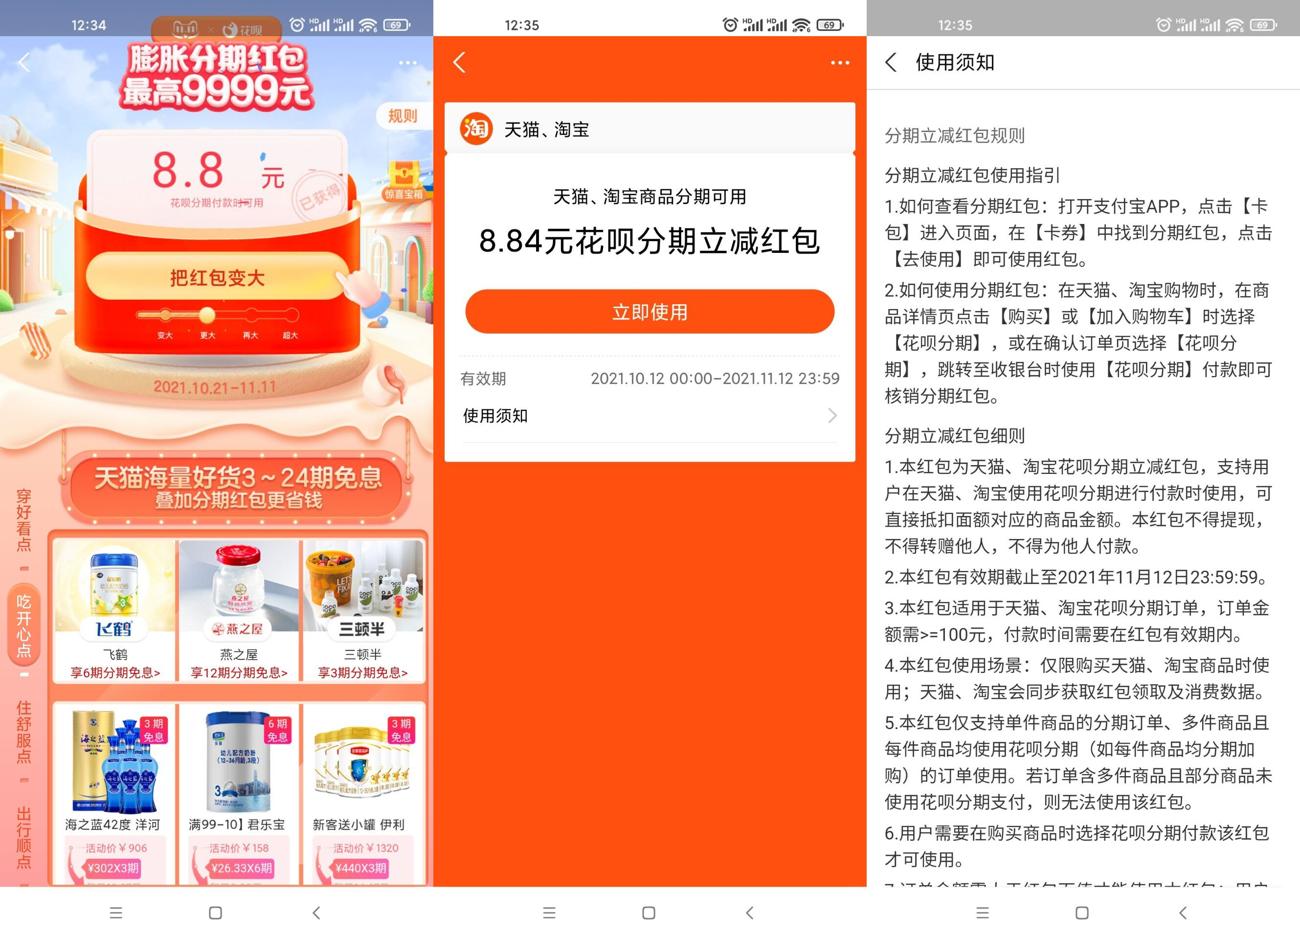 12:34
HD HD 69
× 花呗
膨胀分期红包
最高9999元
规则
8.8 元
花呗分期付款时可用
已获得
惊喜宝箱
把红包变大
变大 更大 再大 超大
2021.10.21-11.11
天猫海量好货3~24期免息
叠加分期红包更省钱
穿好看点
吃开心点
住舒服点
出行顺点
飞鹤
燕之屋
三顿半
飞鹤
享6期分期免息>
燕之屋
享12期分期免息>
三顿半
享3期分期免息>
3期
免息
6期
免息
3期
免息
海之蓝
幼儿配方奶粉
(12-36月龄,3段)
3
海之蓝42度 洋河
满99-10】君乐宝
新客送小罐 伊利
活动价￥906
¥302X3期
活动价￥158
¥26.33X6期
活动价￥1320
¥440X3期
12:35
HD HD 69
淘 天猫、淘宝
天猫、淘宝商品分期可用
8.84元花呗分期立减红包
立即使用
有效期 2021.10.12 00:00-2021.11.12 23:59
使用须知
12:35
HD HD 69
使用须知
分期立减红包规则
分期立减红包使用指引
1.如何查看分期红包：打开支付宝APP，点击【卡
包】进入页面，在【卡券】中找到分期红包，点击
【去使用】即可使用红包。
2.如何使用分期红包：在天猫、淘宝购物时，在商
品详情页点击【购买】或【加入购物车】时选择
【花呗分期】，或在确认订单页选择【花呗分
期】，跳转至收银台时使用【花呗分期】付款即可
核销分期红包。
分期立减红包细则
1.本红包为天猫、淘宝花呗分期立减红包，支持用
户在天猫、淘宝使用花呗分期进行付款时使用，可
直接抵扣面额对应的商品金额。本红包不得提现，
不得转赠他人，不得为他人付款。
2.本红包有效期截止至2021年11月12日23:59:59。
3.本红包适用于天猫、淘宝花呗分期订单，订单金
额需>=100元，付款时间需要在红包有效期内。
4.本红包使用场景：仅限购买天猫、淘宝商品时使
用；天猫、淘宝会同步获取红包领取及消费数据。
5.本红包仅支持单件商品的分期订单、多件商品且
每件商品均使用花呗分期（如每件商品均分期加
购）的订单使用。若订单含多件商品且部分商品未
使用花呗分期支付，则无法使用该红包。
6.用户需要在购买商品时选择花呗分期付款该红包
才可使用。